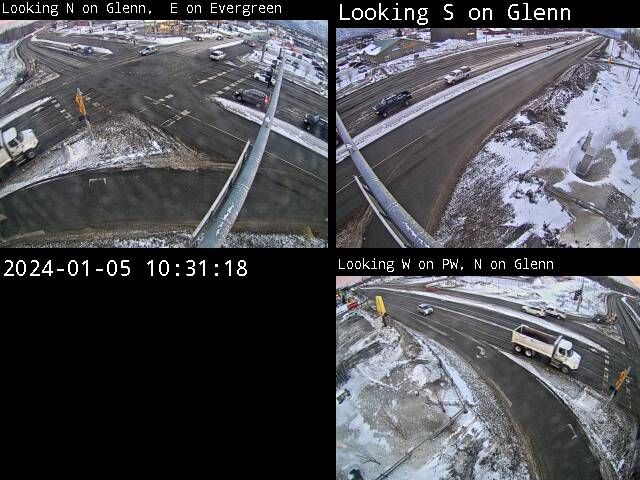 Looking N on Glenn,  E on Evergreen
Looking S on Glenn
2024-01-05 10:31:18
Looking W on PW, N on Glenn